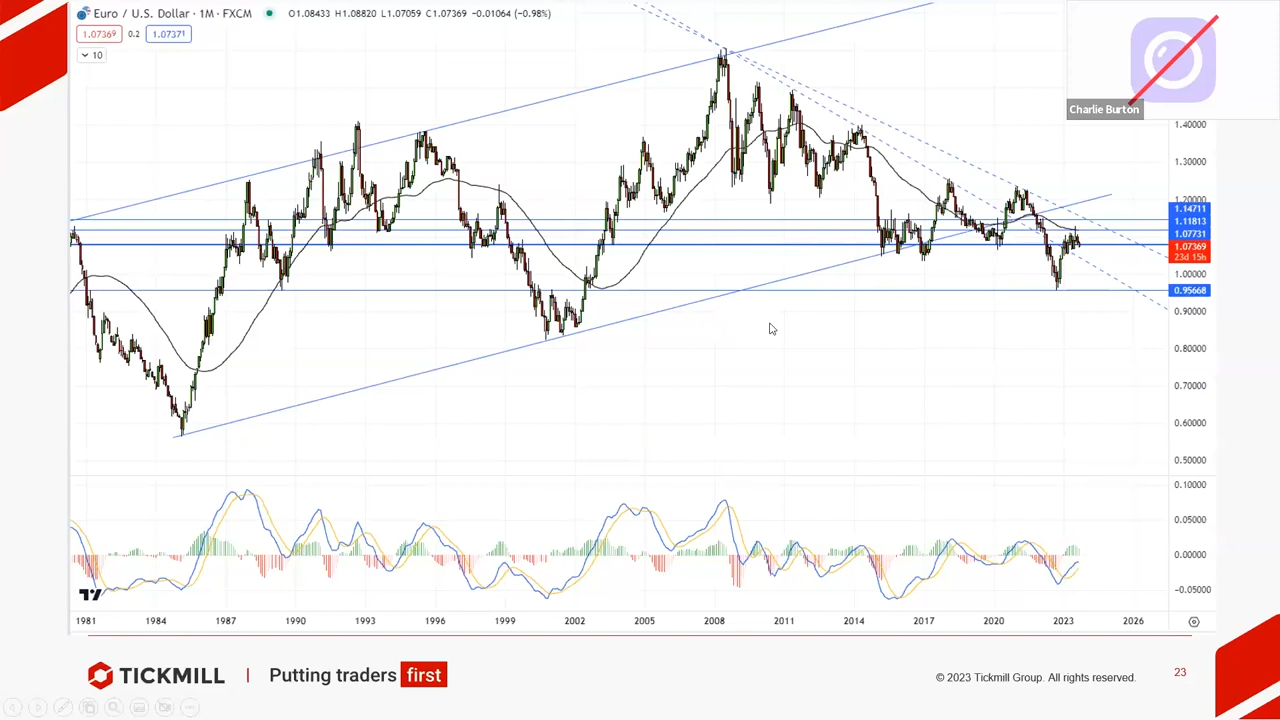 Euro / U.S. Dollar · 1M · FXCM O1.08433 H1.08820 L1.07059 C1.07369 −0.01064 (−0.98%)
1.07369 0.2 1.07371
10
Charlie Burton
1.40000
1.30000
1.20000
1.14711
1.11813
1.07731
1.07369
23d 15h
1.00000
0.95668
0.90000
0.80000
0.70000
0.60000
0.50000
0.10000
0.05000
0.00000
−0.05000
1981 1984 1987 1990 1993 1996 1999 2002 2005 2008 2011 2014 2017 2020 2023 2026
TICKMILL | Putting traders first
© 2023 Tickmill Group. All rights reserved. 23